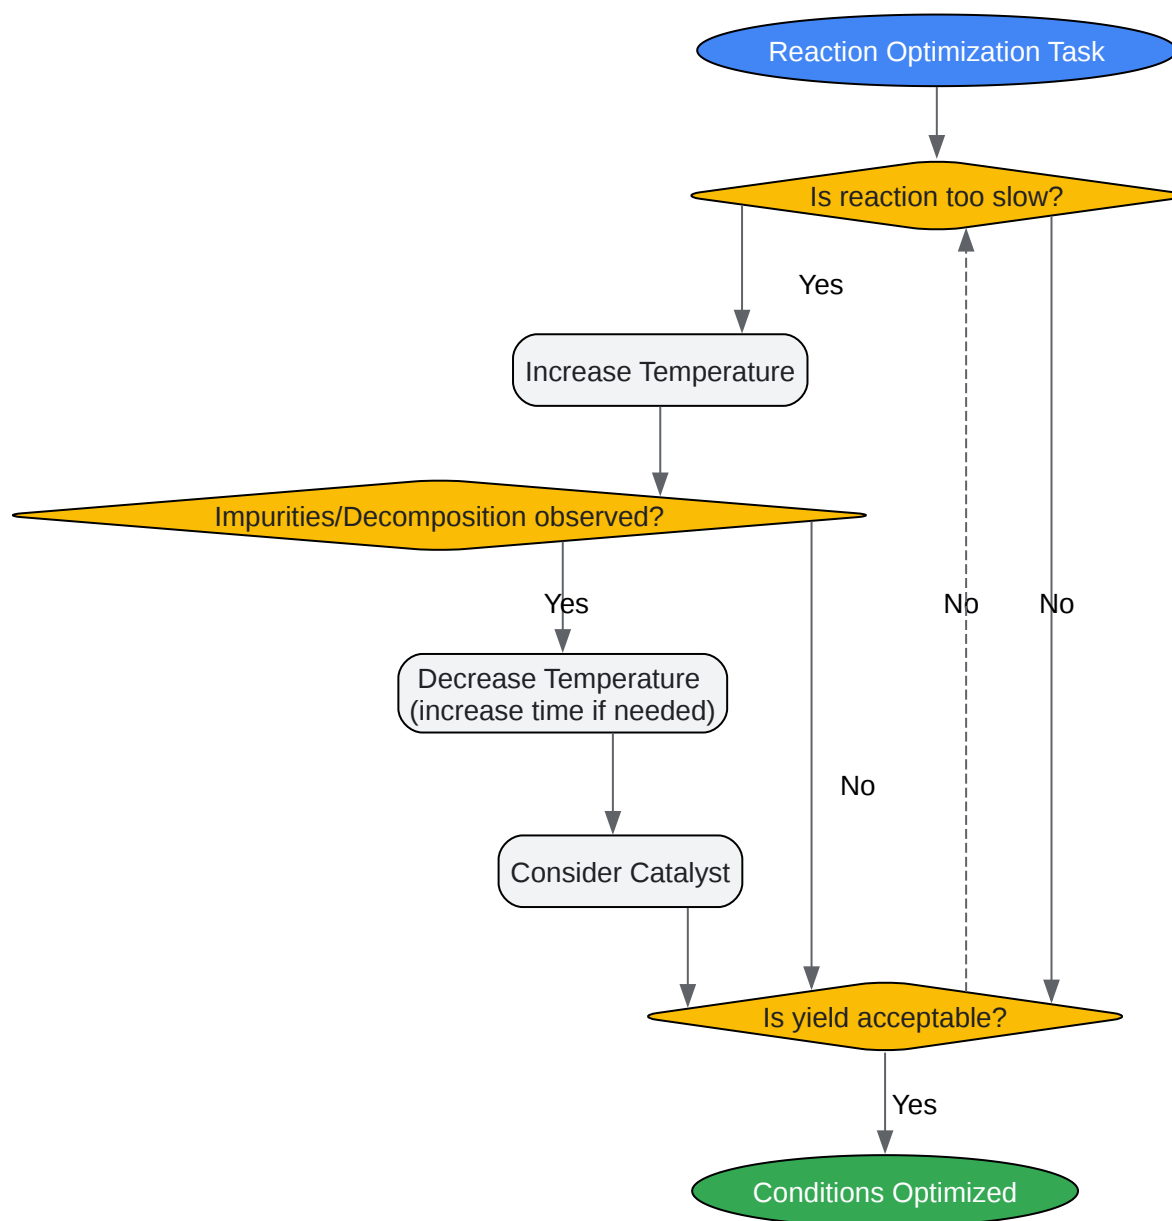 Reaction Optimization Task
Is reaction too slow?
Yes
Increase Temperature
Impurities/Decomposition observed?
Yes
No
No
Decrease Temperature
(increase time if needed)
No
Consider Catalyst
Is yield acceptable?
Yes
Conditions Optimized